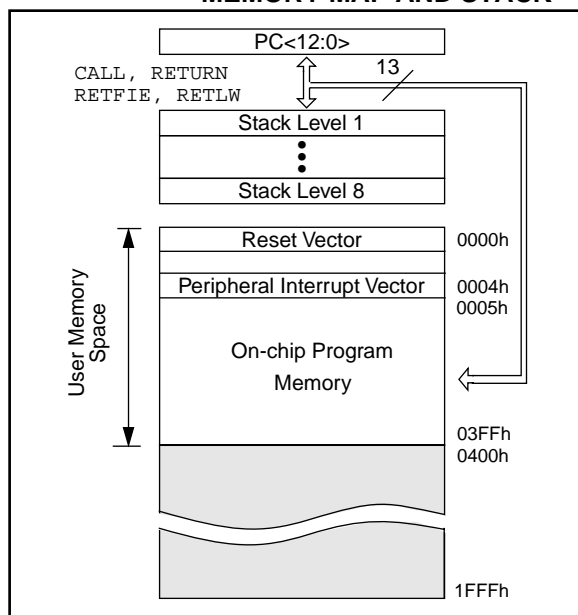 MEMORY MAP AND STACK
PC<12:0>
CALL, RETURN
RETFIE, RETLW
13
Stack Level 1
Stack Level 8
Reset Vector
0000h
Peripheral Interrupt Vector
0004h
0005h
User Memory
Space
On-chip Program
Memory
03FFh
0400h
1FFFh